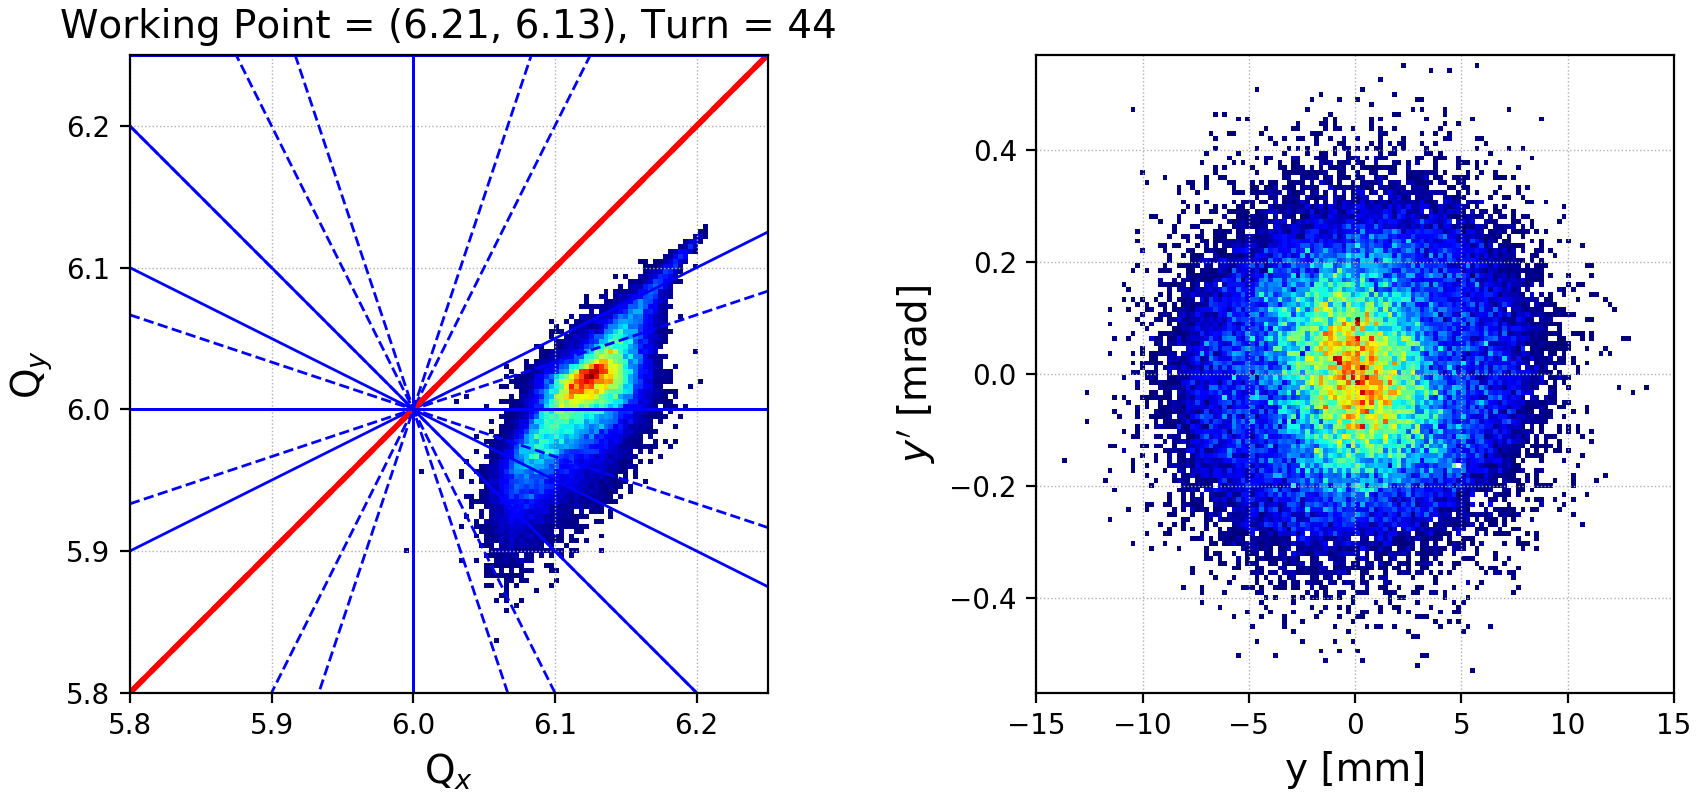 Working Point = (6.21, 6.13), Turn = 44
6.2
6.1
6.0
5.9
5.8
Q_y
5.8 5.9 6.0 6.1 6.2
Q_x
0.4
0.2
0.0
−0.2
−0.4
y′ [mrad]
−15 −10 −5 0 5 10 15
y [mm]